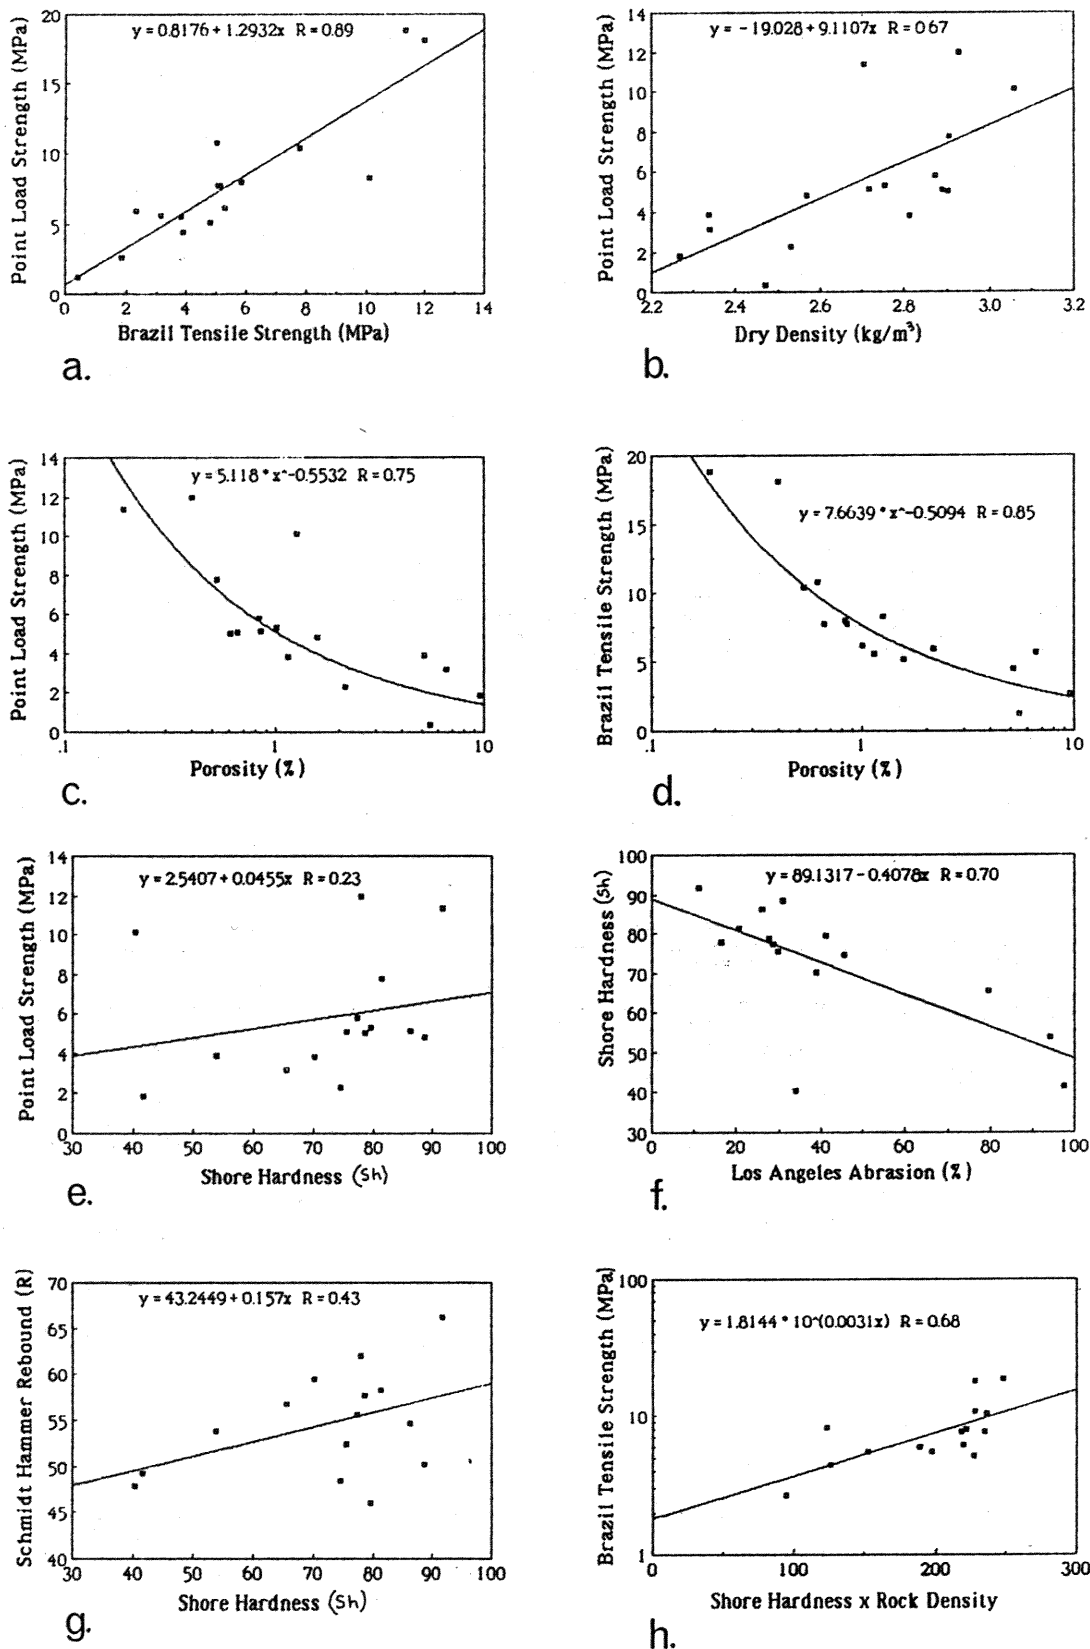 y = 0.8176 + 1.2932x R = 0.89
Point Load Strength (MPa)
20
15
10
5
0
0 2 4 6 8 10 12 14
Brazil Tensile Strength (MPa)
a.
y = -19.028 + 9.1107x R = 0.67
Point Load Strength (MPa)
14
12
10
8
6
4
2
0
2.2 2.4 2.6 2.8 3.0 3.2
Dry Density (kg/m³)
b.
y = 5.118 * x^-0.5532 R = 0.75
Point Load Strength (MPa)
14
12
10
8
6
4
2
0
.1 1 10
Porosity (%)
c.
y = 7.6639 * x^-0.5094 R = 0.85
Brazil Tensile Strength (MPa)
20
15
10
5
0
.1 1 10
Porosity (%)
d.
y = 2.5407 + 0.0455x R = 0.23
Point Load Strength (MPa)
14
12
10
8
6
4
2
0
30 40 50 60 70 80 90 100
Shore Hardness (Sh)
e.
y = 89.1317 - 0.4078x R = 0.70
Shore Hardness (Sh)
100
90
80
70
60
50
40
30
0 20 40 60 80 100
Los Angeles Abrasion (%)
f.
y = 43.2449 + 0.157x R = 0.43
Schmidt Hammer Rebound (R)
70
65
60
55
50
45
40
30 40 50 60 70 80 90 100
Shore Hardness (Sh)
g.
y = 1.8144 * 10^(0.0031x) R = 0.68
Brazil Tensile Strength (MPa)
100
10
1
0 100 200 300
Shore Hardness x Rock Density
h.